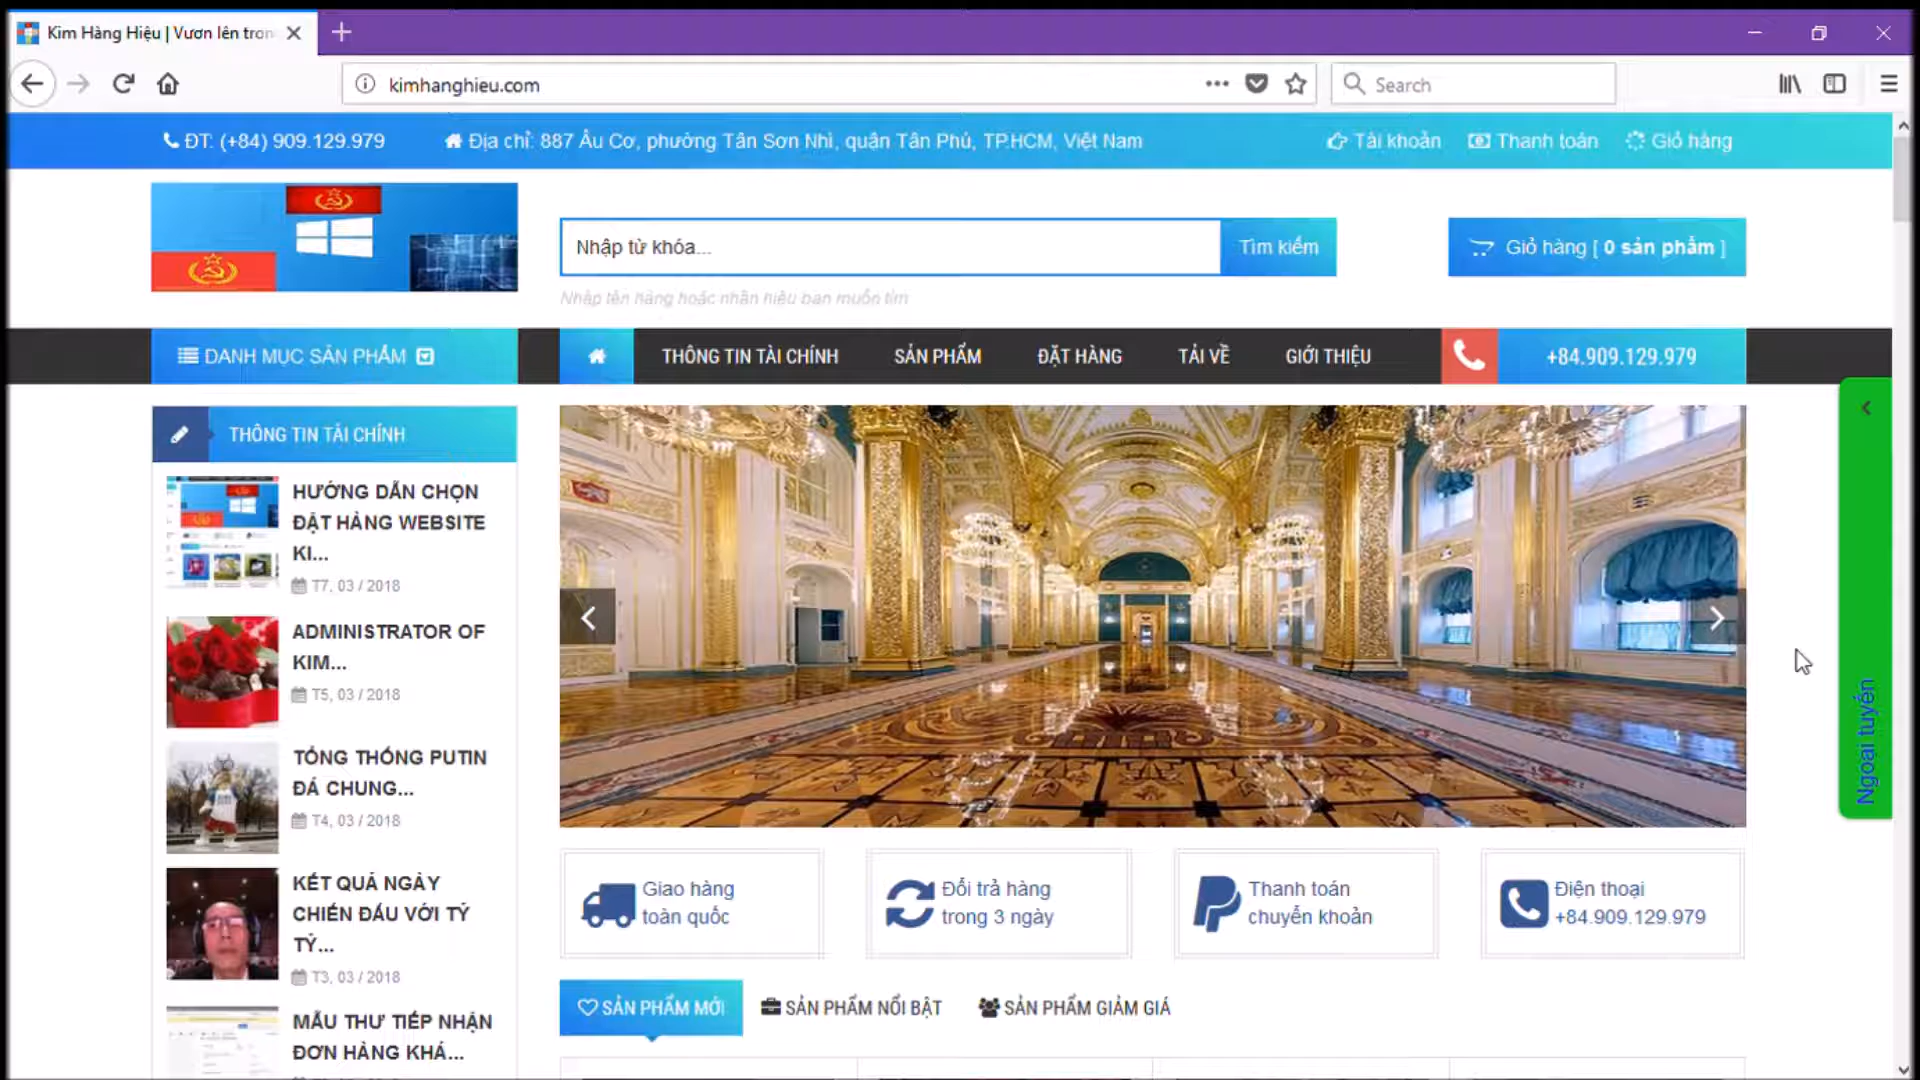 Kim Hàng Hiệu | Vươn lên tron
kimhanghieu.com
Search
ĐT: (+84) 909.129.979
Địa chỉ: 887 Âu Cơ, phường Tân Sơn Nhì, quận Tân Phú, TP.HCM, Việt Nam
Tài khoản
Thanh toán
Giỏ hàng
Nhập từ khóa...
Tìm kiếm
Giỏ hàng [ 0 sản phẩm ]
Nhập tên hàng hoặc nhãn hiệu bạn muốn tìm
DANH MỤC SẢN PHẨM
THÔNG TIN TÀI CHÍNH
SẢN PHẨM
ĐẶT HÀNG
TẢI VỀ
GIỚI THIỆU
+84.909.129.979
THÔNG TIN TÀI CHÍNH
HƯỚNG DẪN CHỌN
ĐẶT HÀNG WEBSITE
KI...
T7, 03 / 2018
ADMINISTRATOR OF
KIM...
T5, 03 / 2018
TỔNG THỐNG PUTIN
ĐÁ CHUNG...
T4, 03 / 2018
KẾT QUẢ NGÀY
CHIẾN ĐẤU VỚI TỶ
TỶ...
T3, 03 / 2018
MẪU THƯ TIẾP NHẬN
ĐƠN HÀNG KHÁ...
Ngoại tuyến
Giao hàng
toàn quốc
Đổi trả hàng
trong 3 ngày
Thanh toán
chuyển khoản
Điện thoại
+84.909.129.979
SẢN PHẨM MỚI
SẢN PHẨM NỔI BẬT
SẢN PHẨM GIẢM GIÁ